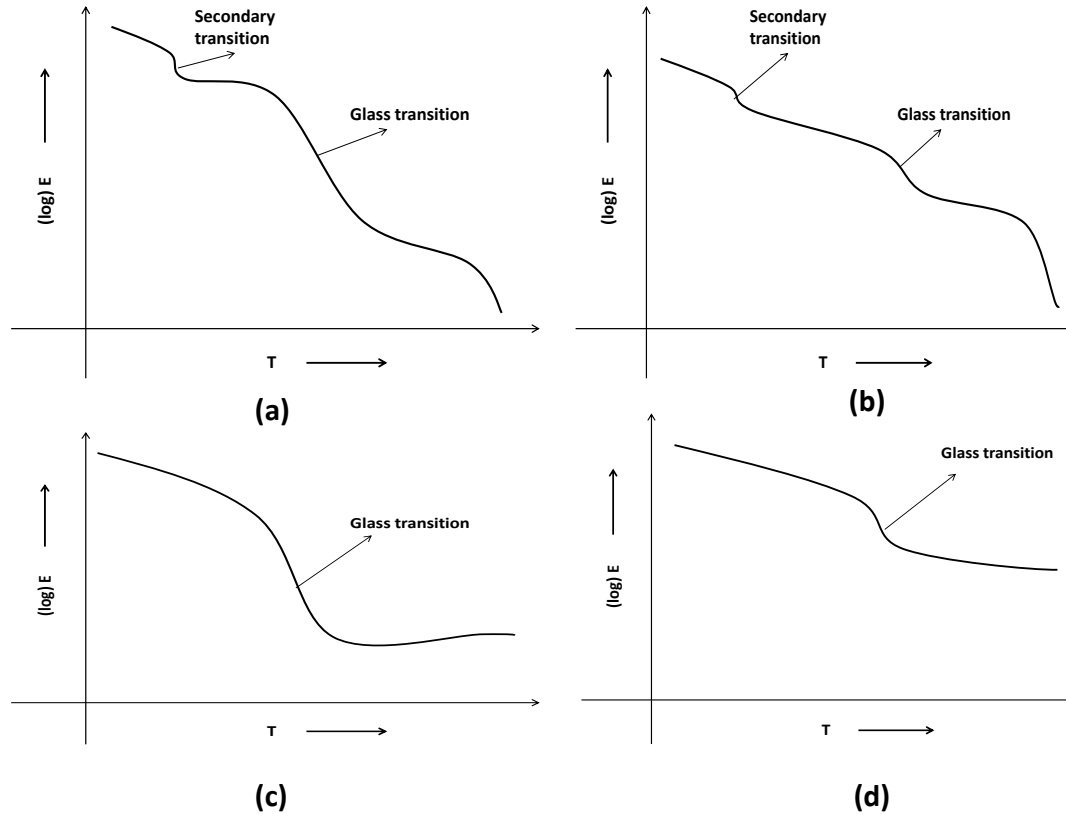 Secondary
transition
Glass transition
(log) E
T
(a)
Secondary
transition
Glass transition
(log) E
T
(b)
Glass transition
(log) E
T
(c)
Glass transition
(log) E
T
(d)